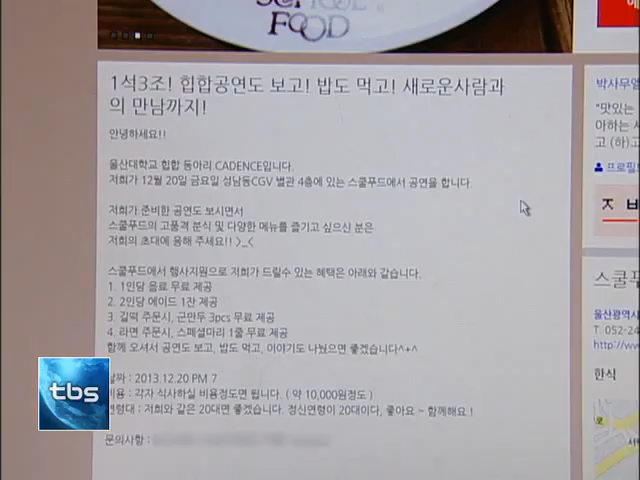 FOOD
1석3조! 힙합공연도 보고! 밥도 먹고! 새로운사람과
의 만남까지!
안녕하세요!!
울산대학교 힙합 동아리 CADENCE입니다.
저희가 12월 20일 금요일 성남동CGV 별관 4층에 있는 스쿨푸드에서 공연을 합니다.
저희가 준비한 공연도 보시면서
스쿨푸드의 고품격 분식 및 다양한 메뉴를 즐기고 싶으신 분은
저희의 초대에 응해 주세요!! >_<
스쿨푸드에서 행사지원으로 저희가 드릴수 있는 혜택은 아래와 같습니다.
1. 1인당 음료 무료 제공
2. 2인당 에이드 1잔 제공
3. 길떡 주문시, 군만두 3pcs 무료 제공
4. 라면 주문시, 스페셜마리 1줄 무료 제공
함께 오셔서 공연도 보고, 밥도 먹고, 이야기도 나눴으면 좋겠습니다^+^
날짜 : 2013.12.20 PM 7
비용 : 각자 식사하실 비용정도면 됩니다. ( 약 10,000원정도 )
연령대 : 저희와 같은 20대면 좋겠습니다. 정신연령이 20대이다, 좋아요 ~ 함께해요 !
문의사항 :
tbs
박사무엘
"맛있는
아하는
고 (하)고
프로필
스쿨푸
울산광역시
T. 052-24
http://ww
한식